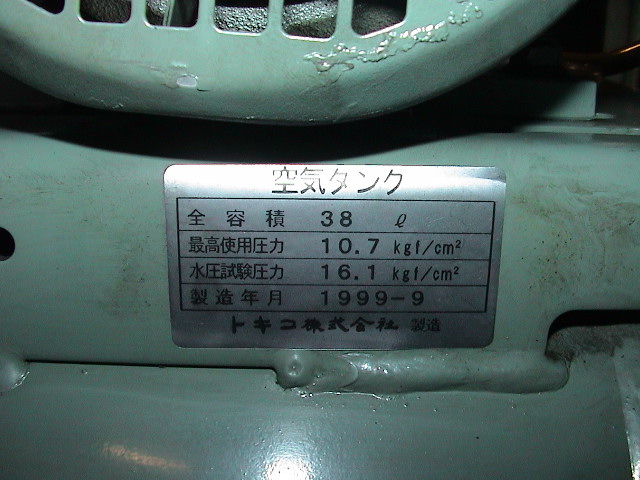 空気タンク
全容積 38 ℓ
最高使用圧力 10.7 kgf/cm²
水圧試験圧力 16.1 kgf/cm²
製造年月 1999-9
トキコ株式会社 製造